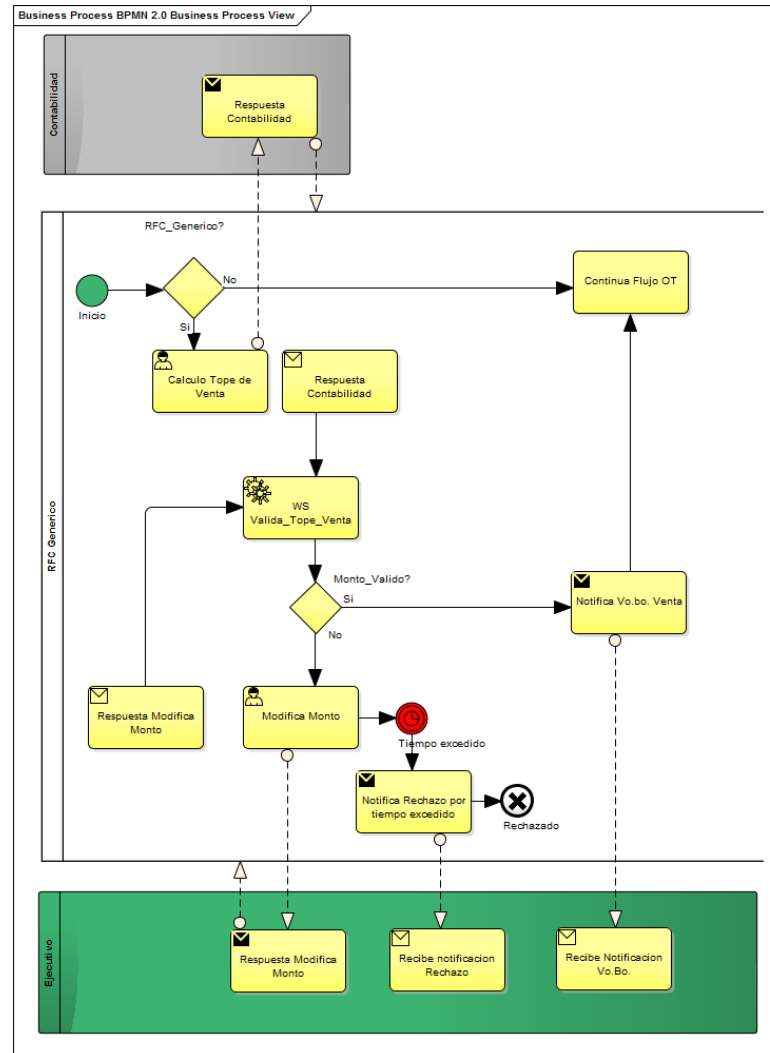 Business Process BPMN 2.0 Business Process View
Contabilidad
Respuesta
Contabilidad
RFC Generico
RFC_Generico?
Inicio
No
Si
Continua Flujo OT
Calculo Tope de
Venta
Respuesta
Contabilidad
WS
Valida_Tope_Venta
Monto_Valido?
Si
No
Notifica Vo.bo. Venta
Respuesta Modifica
Monto
Modifica Monto
Tiempo excedido
Notifica Rechazo por
tiempo excedido
Rechazado
Ejecutivo
Respuesta Modifica
Monto
Recibe notificacion
Rechazo
Recibe Notificacion
Vo.Bo.